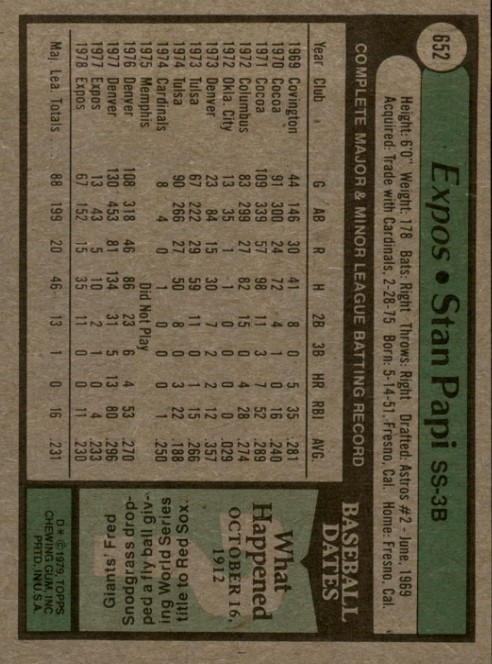 652
Expos • Stan Papi SS-3B
Height: 6'0" Weight: 178 Bats: Right Throws: Right Drafted: Astros #2 - June, 1969
Acquired: Trade with Cardinals, 2-28-75 Born: 5-14-51, Fresno, Cal. Home: Fresno, Cal.
COMPLETE MAJOR & MINOR LEAGUE BATTING RECORD
Year Club G AB R H 2B 3B HR RBI AVG.
1969 Covington 44 146 30 41 8 0 5 35 .281
1970 Cocoa 91 300 24 72 4 1 0 16 .240
1971 Cocoa 109 339 57 98 11 3 7 52 .289
1972 Columbus 83 299 27 82 15 0 4 28 .274
1972 Okla. City 13 35 1 1 0 0 0 0 .029
1973 Denver 23 84 15 30 7 2 2 12 .357
1973 Tulsa 67 222 29 59 11 2 1 15 .266
1974 Tulsa 90 266 27 50 8 0 3 22 .188
1974 Cardinals 8 4 0 1 0 0 0 1 .250
1975 Memphis Did Not Play
1976 Denver 108 318 46 86 23 6 4 53 .270
1977 Denver 130 453 81 134 31 5 13 80 .296
1977 Expos 13 43 5 10 2 1 0 4 .233
1978 Expos 67 152 15 35 11 0 0 11 .230
Maj. Lea. Totals 88 199 20 46 13 1 0 16 .231
BASEBALL
DATES
What
Happened
OCTOBER 16,
1912
Giants' Fred
Snodgrass drop-
ped a fly ball giv-
ing World Series
title to Red Sox
D* ©1979, TOPPS
CHEWING GUM, INC.
PRTD. IN U.S.A.